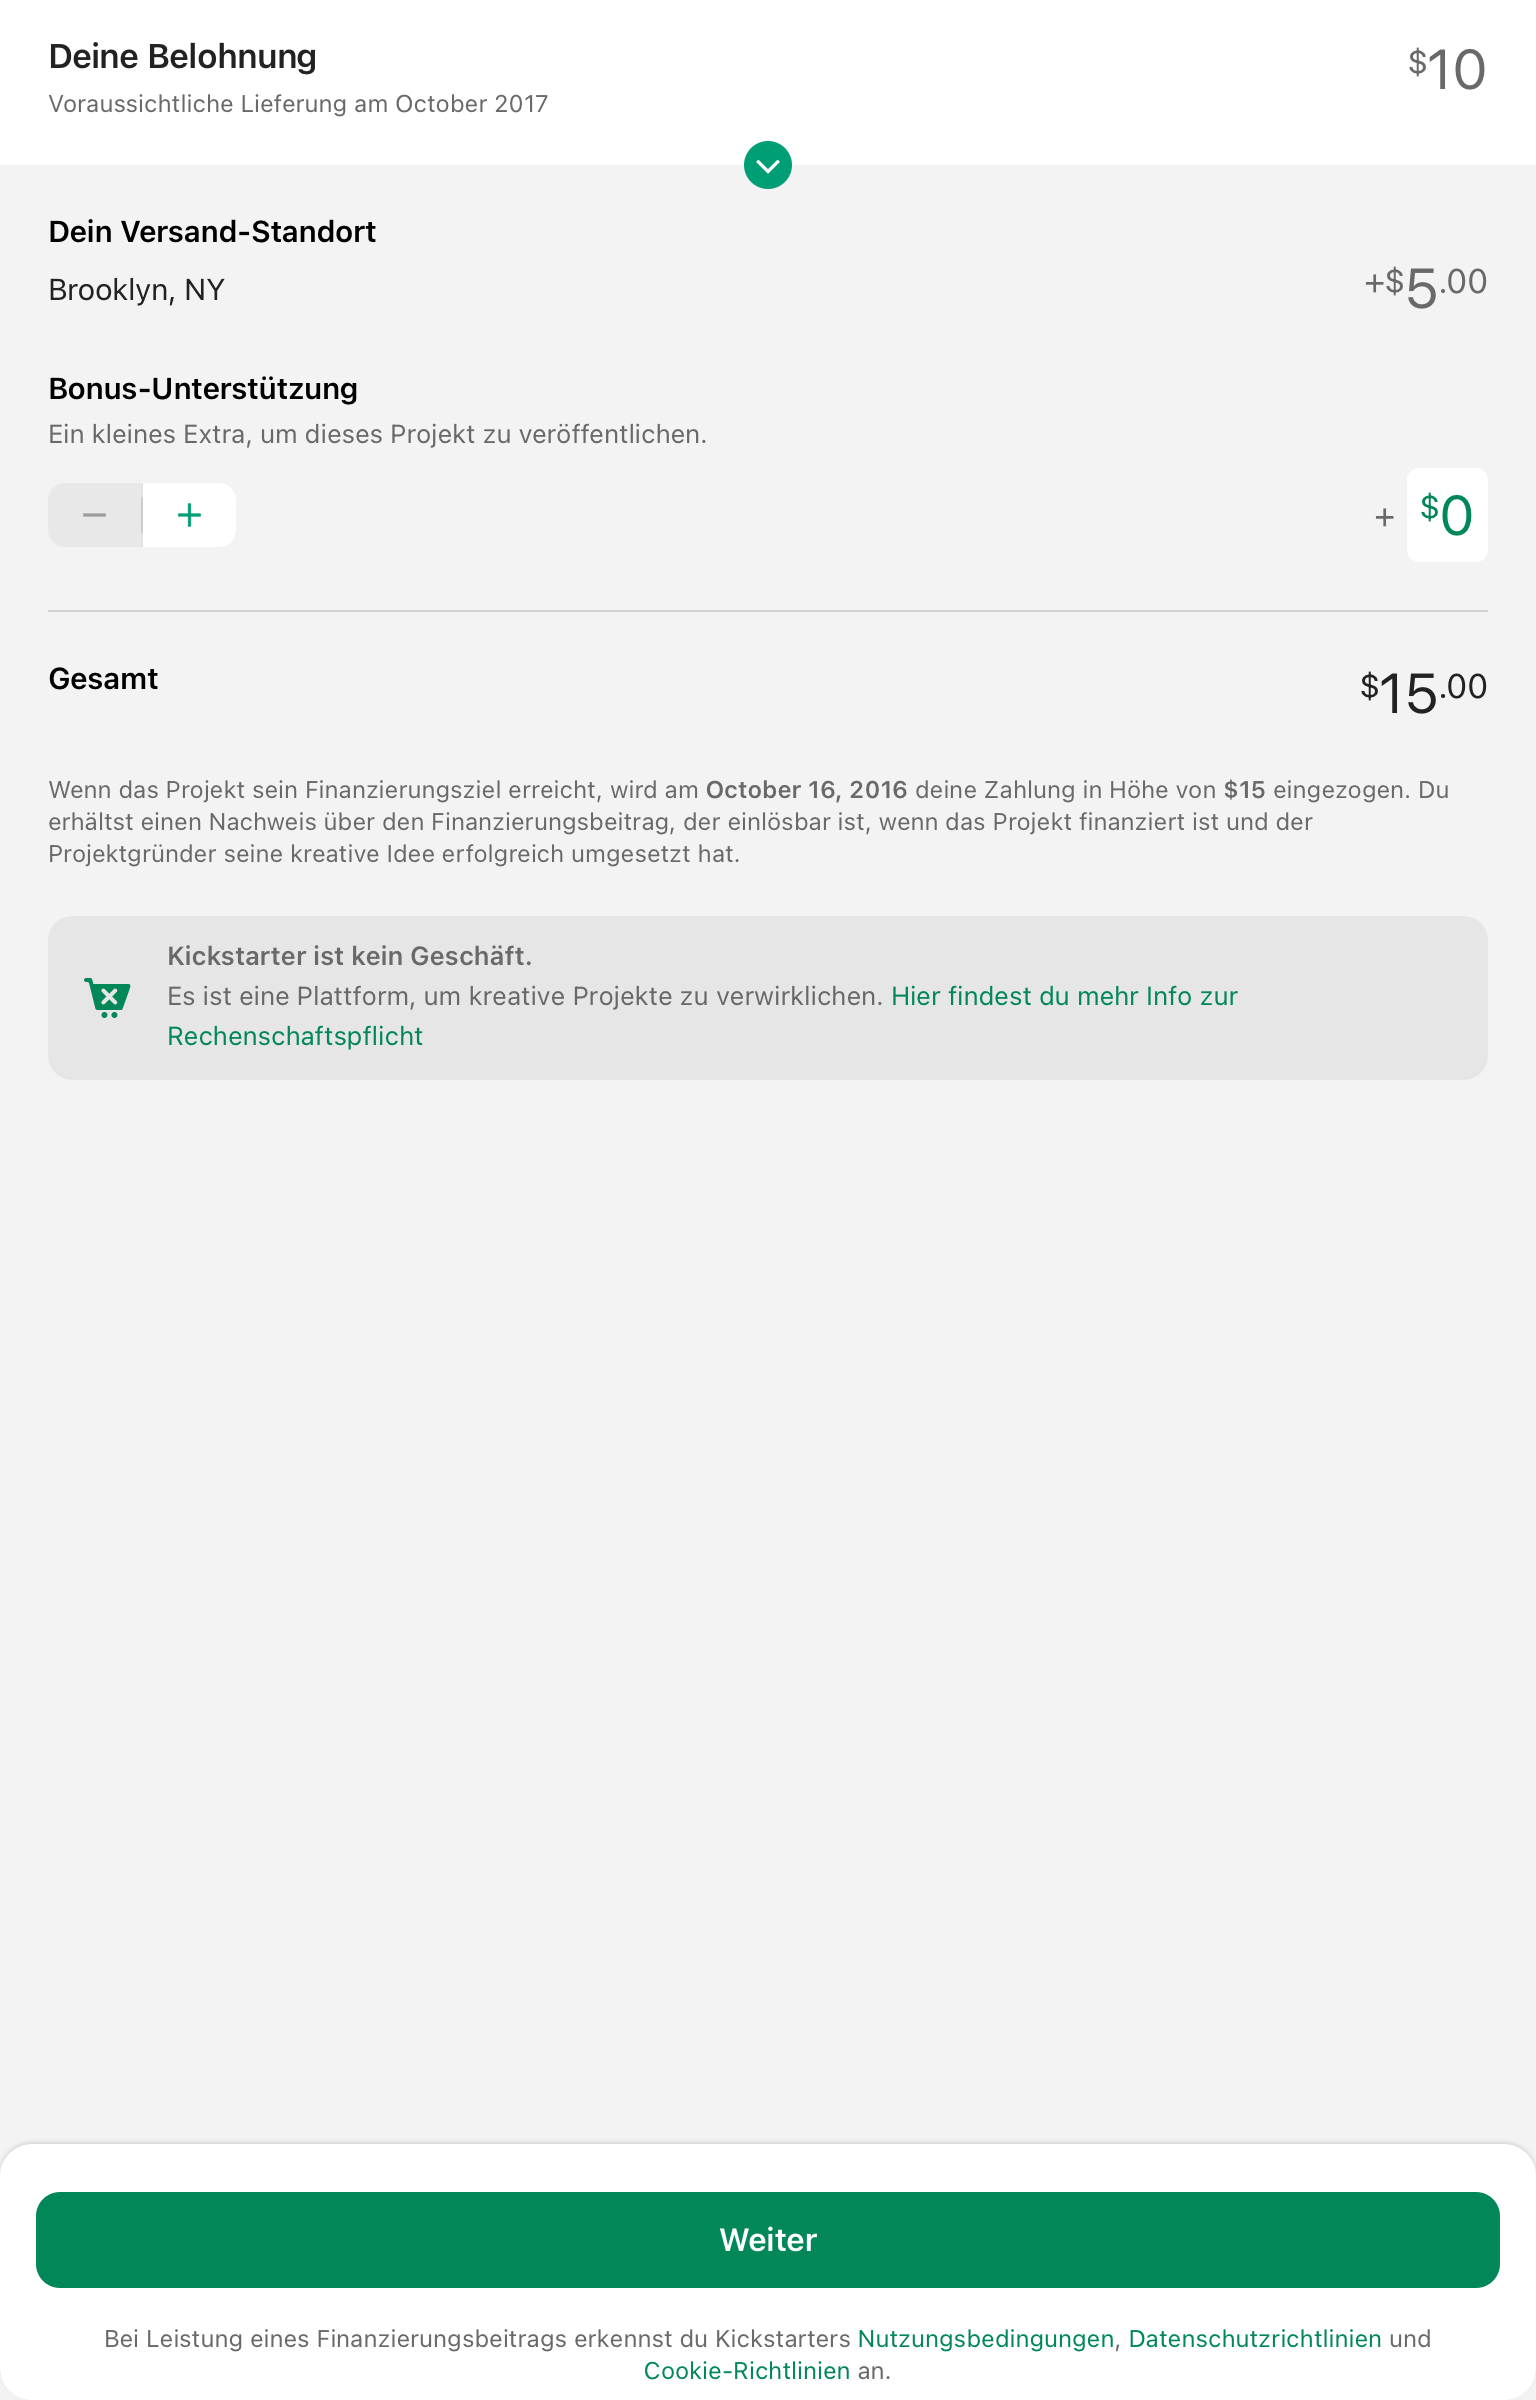 Deine Belohnung
$10
Voraussichtliche Lieferung am October 2017
Dein Versand-Standort
Brooklyn, NY
+$5.00
Bonus-Unterstützung
Ein kleines Extra, um dieses Projekt zu veröffentlichen.
− +
+ $0
Gesamt
$15.00
Wenn das Projekt sein Finanzierungsziel erreicht, wird am October 16, 2016 deine Zahlung in Höhe von $15 eingezogen. Du
erhältst einen Nachweis über den Finanzierungsbeitrag, der einlösbar ist, wenn das Projekt finanziert ist und der
Projektgründer seine kreative Idee erfolgreich umgesetzt hat.
Kickstarter ist kein Geschäft.
Es ist eine Plattform, um kreative Projekte zu verwirklichen. Hier findest du mehr Info zur
Rechenschaftspflicht
Weiter
Bei Leistung eines Finanzierungsbeitrags erkennst du Kickstarters Nutzungsbedingungen, Datenschutzrichtlinien und
Cookie-Richtlinien an.